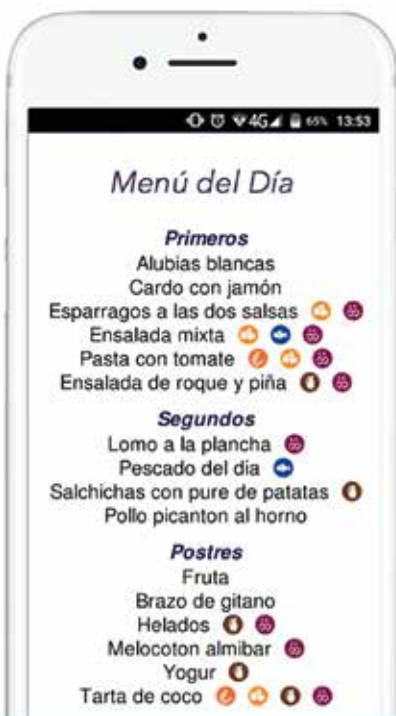 4G 65% 13:53
Menú del Día
Primeros
Alubias blancas
Cardo con jamón
Esparragos a las dos salsas
Ensalada mixta
Pasta con tomate
Ensalada de roque y piña
Segundos
Lomo a la plancha
Pescado del dia
Salchichas con pure de patatas
Pollo picanton al horno
Postres
Fruta
Brazo de gitano
Helados
Melocoton almibar
Yogur
Tarta de coco